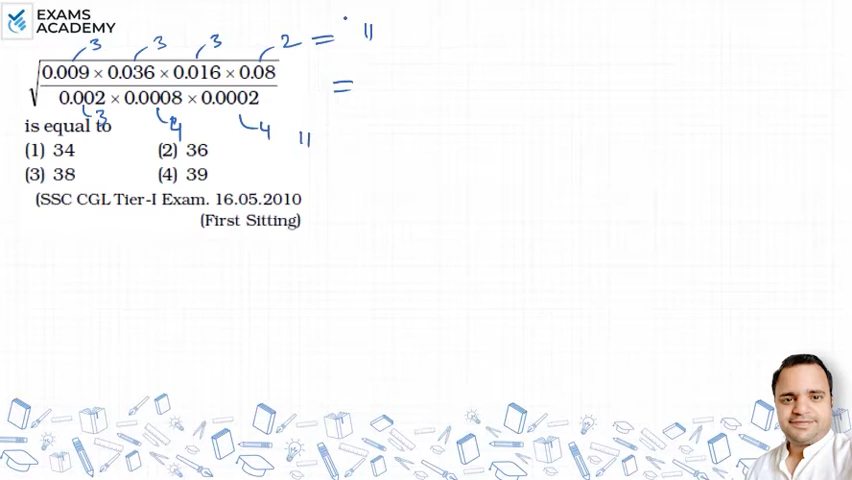 EXAMS
ACADEMY
3 3 3 2 = 11
√ 0.009 × 0.036 × 0.016 × 0.08
0.002 × 0.0008 × 0.0002
=
3 4 4 11
is equal to
(1) 34 (2) 36
(3) 38 (4) 39
(SSC CGL Tier-I Exam. 16.05.2010
(First Sitting)